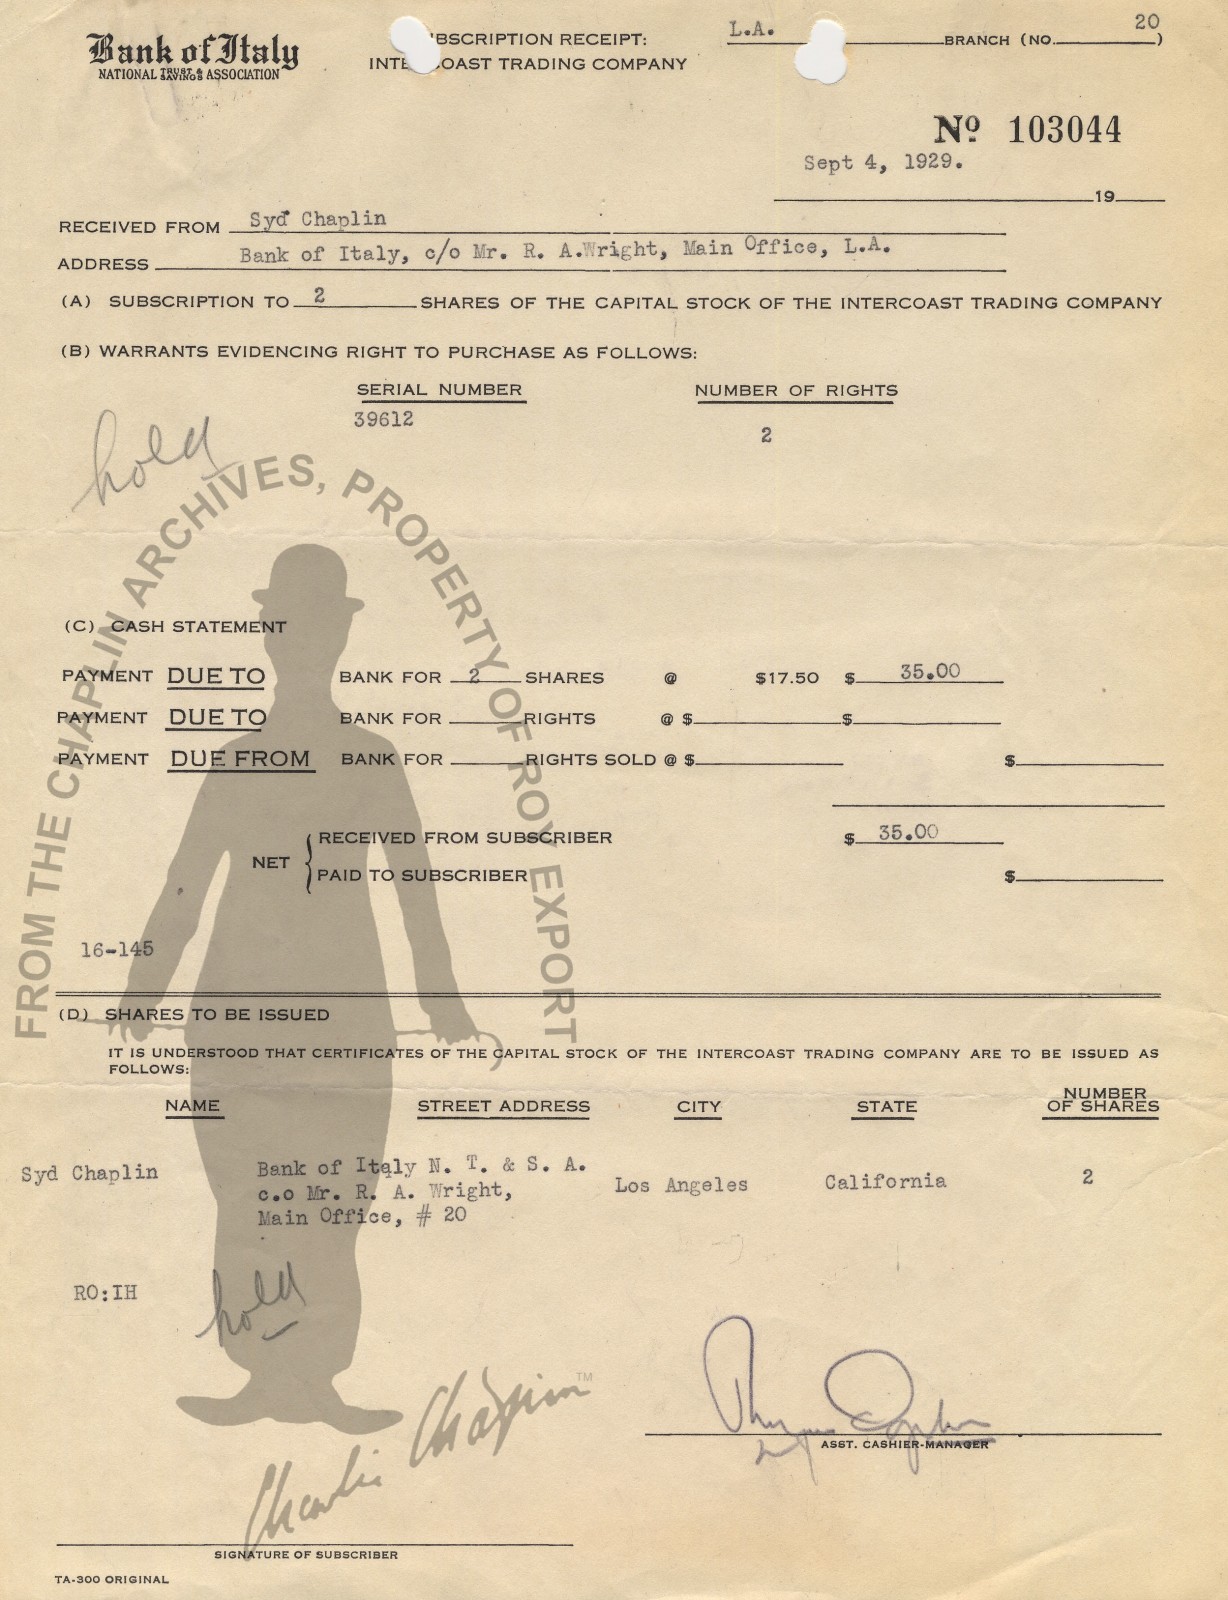 Bank of Italy
NATIONAL TRUST & SAVINGS ASSOCIATION
BSCRIPTION RECEIPT:
INTE OAST TRADING COMPANY
L.A. BRANCH (NO. 20)
No 103044
Sept 4, 1929.
19
RECEIVED FROM Syd Chaplin
ADDRESS Bank of Italy, c/o Mr. R. A.Wright, Main Office, L.A.
(A) SUBSCRIPTION TO 2 SHARES OF THE CAPITAL STOCK OF THE INTERCOAST TRADING COMPANY
(B) WARRANTS EVIDENCING RIGHT TO PURCHASE AS FOLLOWS:
SERIAL NUMBER NUMBER OF RIGHTS
39612
2
hold
FROM THE CHAPLIN ARCHIVES, PROPERTY OF ROY EXPORT
(C) CASH STATEMENT
PAYMENT DUE TO BANK FOR 2 SHARES @ $17.50 $ 35.00
PAYMENT DUE TO BANK FOR RIGHTS @ $ $
PAYMENT DUE FROM BANK FOR RIGHTS SOLD @ $ $
NET { RECEIVED FROM SUBSCRIBER $ 35.00
PAID TO SUBSCRIBER $
16-145
(D) SHARES TO BE ISSUED
IT IS UNDERSTOOD THAT CERTIFICATES OF THE CAPITAL STOCK OF THE INTERCOAST TRADING COMPANY ARE TO BE ISSUED AS
FOLLOWS:
NAME STREET ADDRESS CITY STATE NUMBER OF SHARES
Syd Chaplin Bank of Italy N. T. & S. A. Los Angeles California 2
c.o Mr. R. A. Wright,
Main Office, # 20
RO:IH
hold
Charlie Chaplin TM
ASST. CASHIER-MANAGER
SIGNATURE OF SUBSCRIBER
TA-300 ORIGINAL